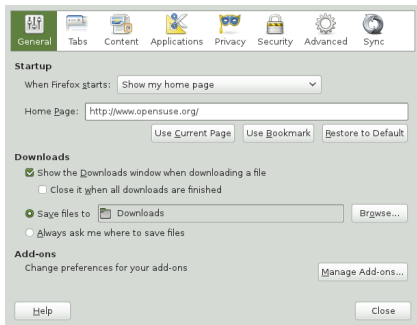 General Tabs Content Applications Privacy Security Advanced Sync
Startup
When Firefox starts: Show my home page
Home Page: http://www.opensuse.org/
Use Current Page Use Bookmark Restore to Default
Downloads
Show the Downloads window when downloading a file
Close it when all downloads are finished
Save files to Downloads Browse...
Always ask me where to save files
Add-ons
Change preferences for your add-ons
Manage Add-ons...
Help Close